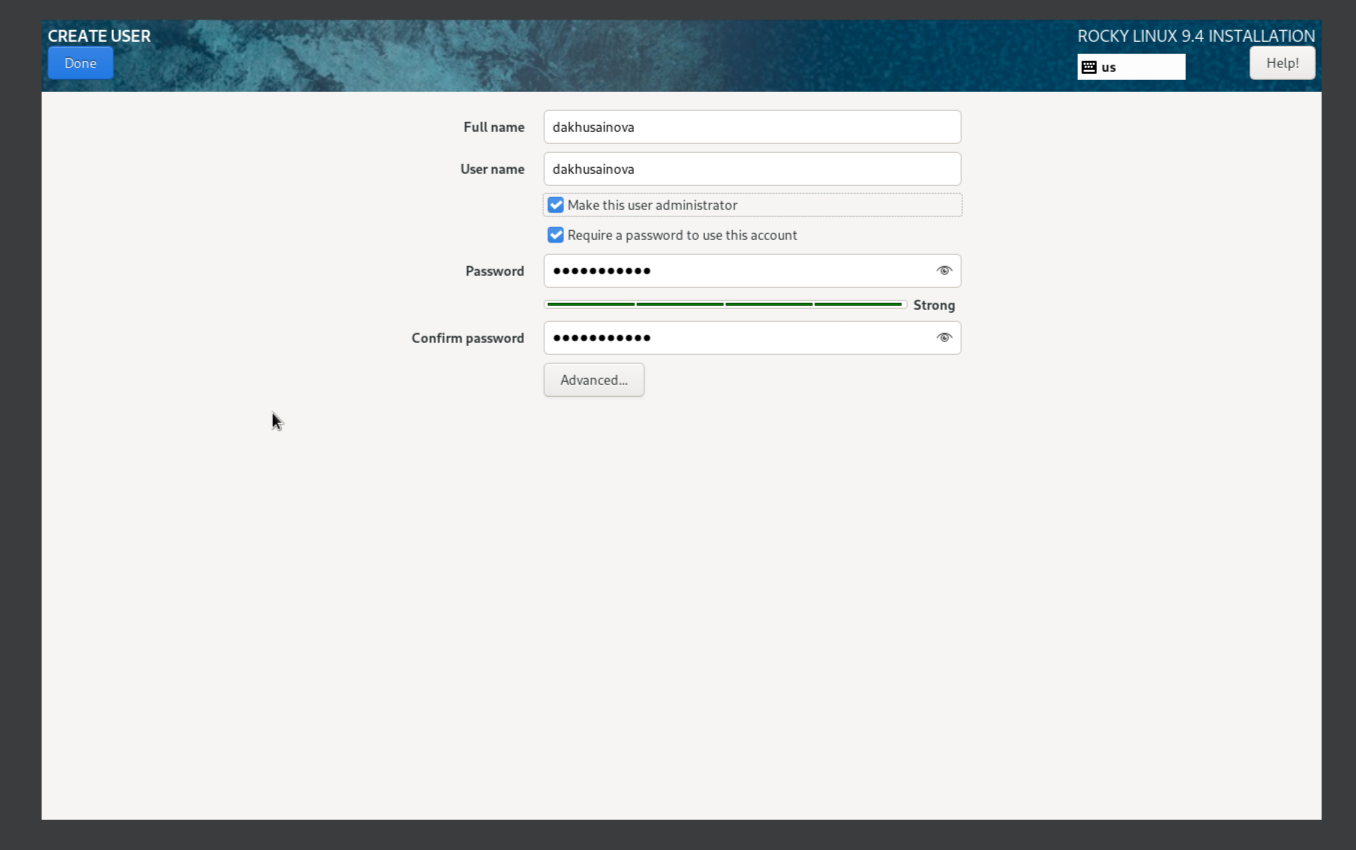 CREATE USER
ROCKY LINUX 9.4 INSTALLATION
Done
us
Help!
Full name
dakhusainova
User name
dakhusainova
Make this user administrator
Require a password to use this account
Password
●●●●●●●●●●●
Strong
Confirm password
●●●●●●●●●●●
Advanced...